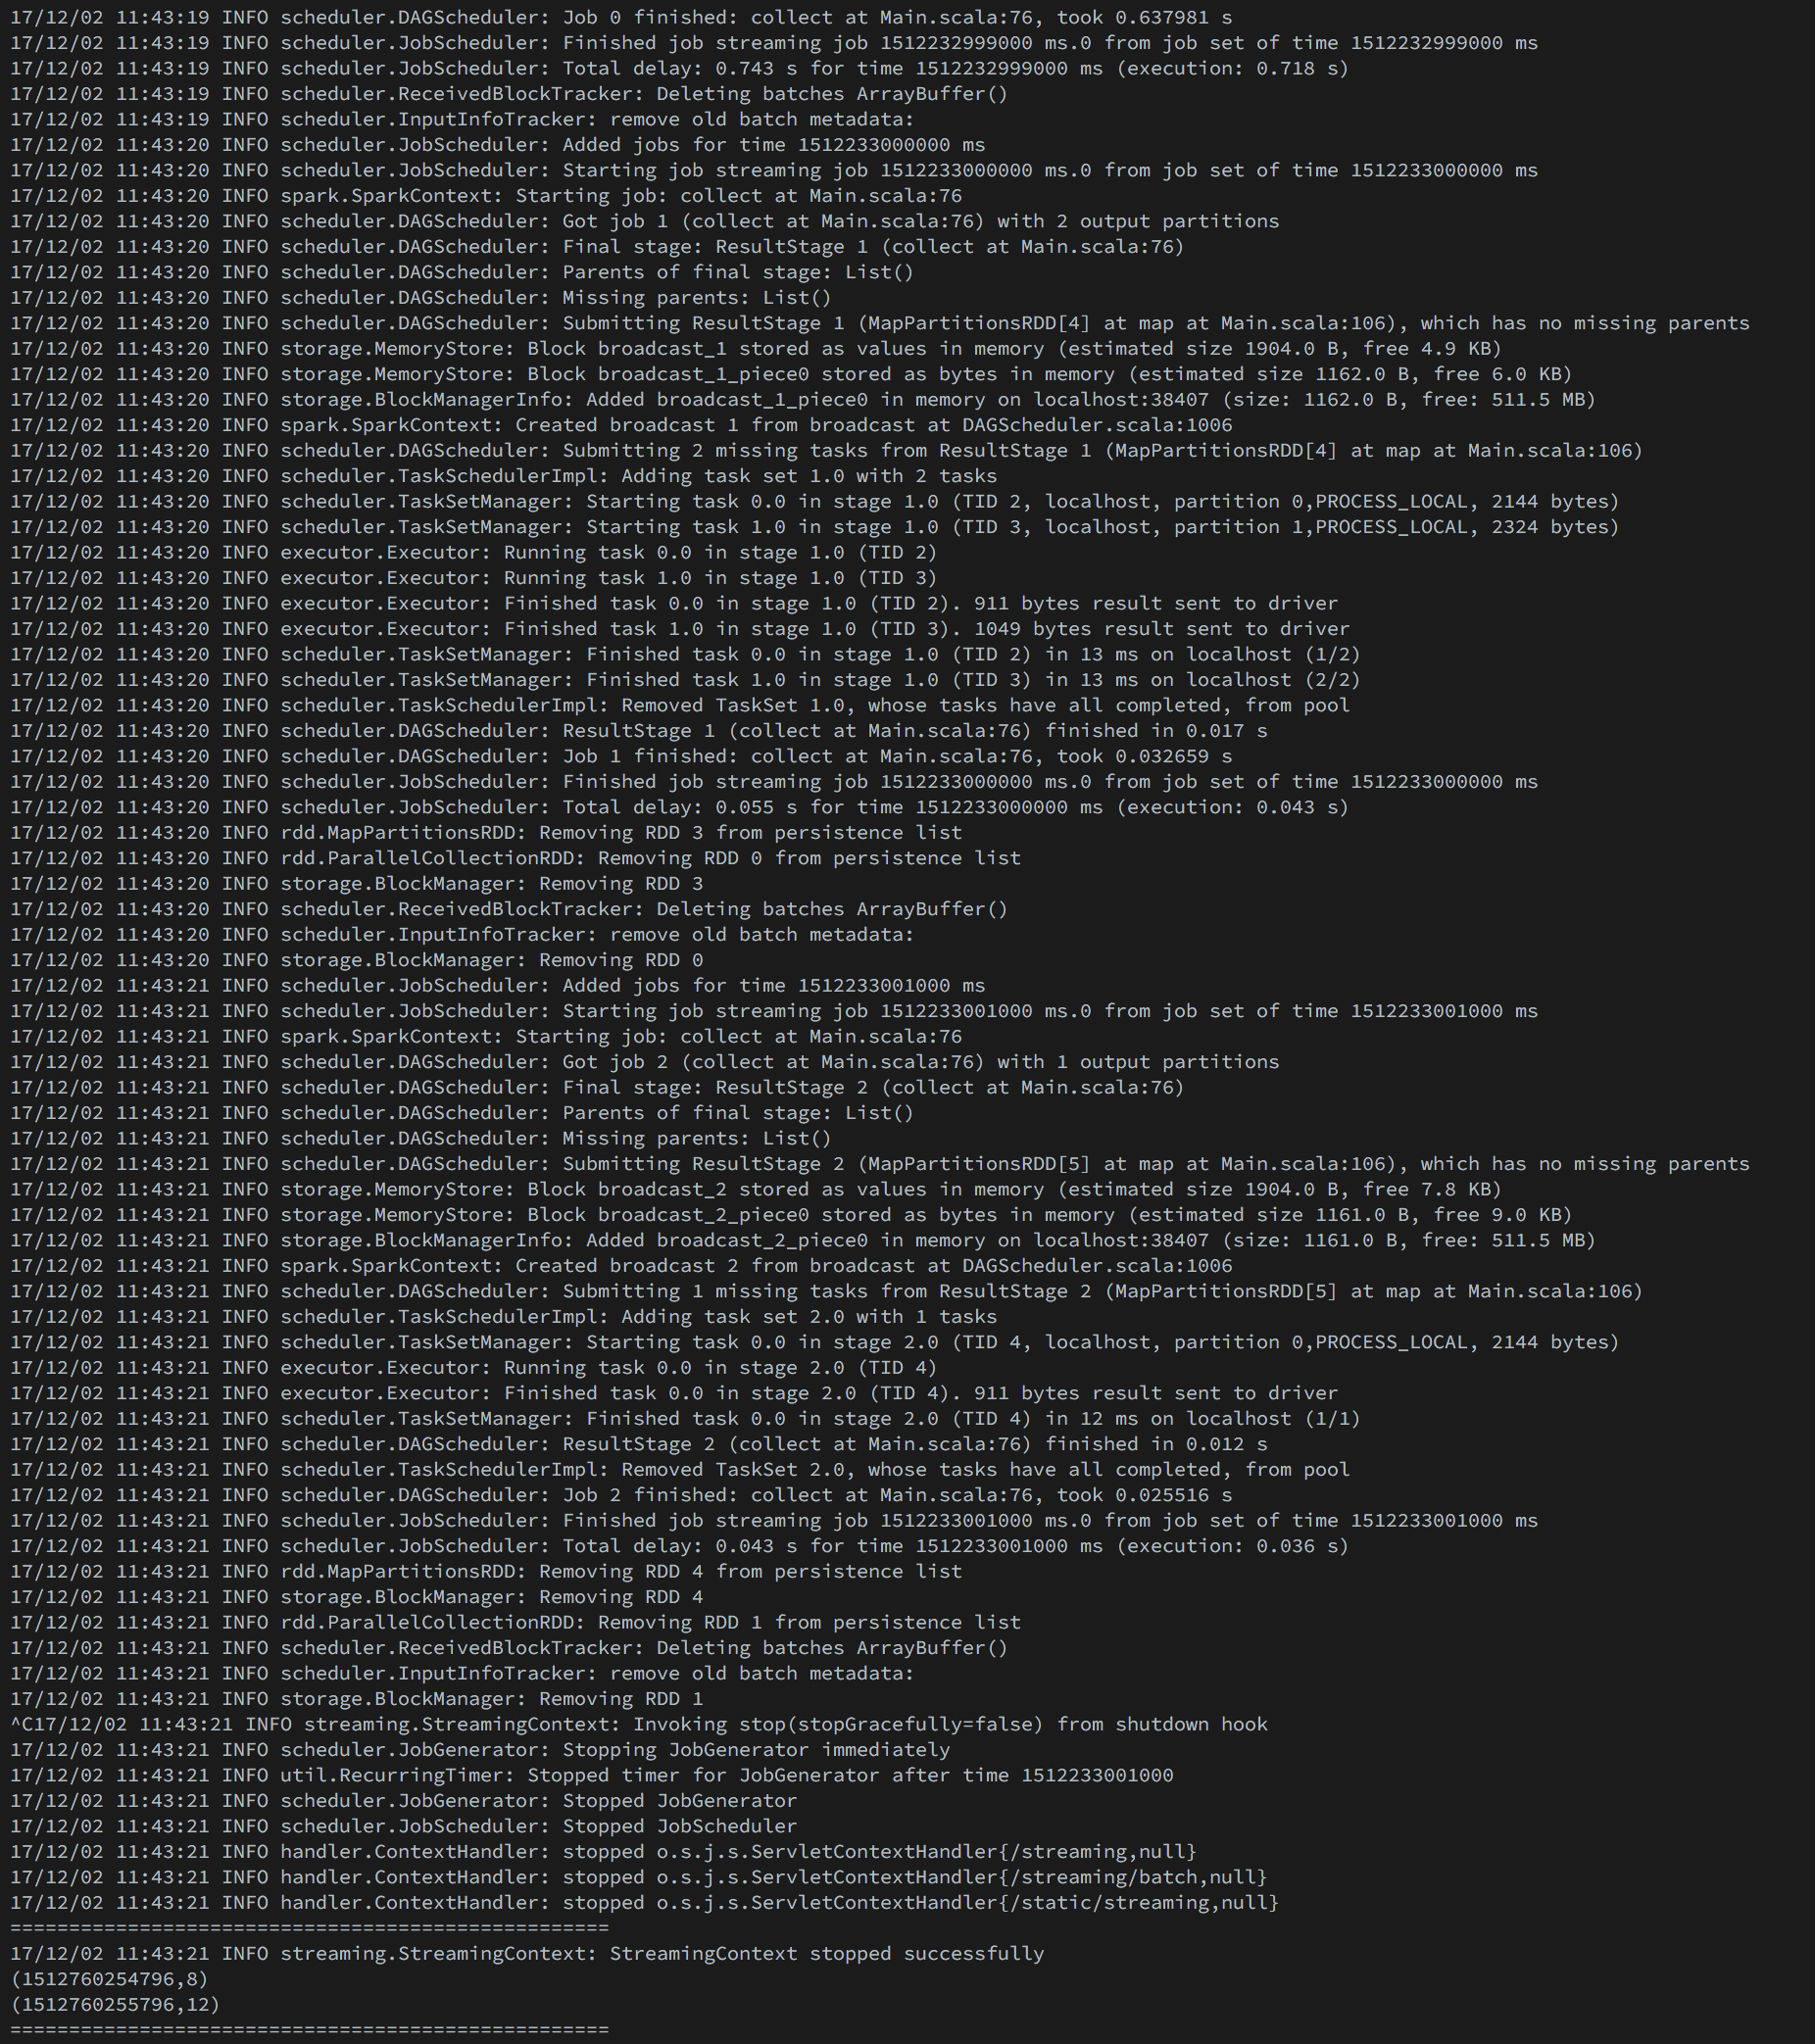 17/12/02 11:43:19 INFO scheduler.DAGScheduler: Job 0 finished: collect at Main.scala:76, took 0.637981 s
17/12/02 11:43:19 INFO scheduler.JobScheduler: Finished job streaming job 1512232999000 ms.0 from job set of time 1512232999000 ms
17/12/02 11:43:19 INFO scheduler.JobScheduler: Total delay: 0.743 s for time 1512232999000 ms (execution: 0.718 s)
17/12/02 11:43:19 INFO scheduler.ReceivedBlockTracker: Deleting batches ArrayBuffer()
17/12/02 11:43:19 INFO scheduler.InputInfoTracker: remove old batch metadata:
17/12/02 11:43:20 INFO scheduler.JobScheduler: Added jobs for time 1512233000000 ms
17/12/02 11:43:20 INFO scheduler.JobScheduler: Starting job streaming job 1512233000000 ms.0 from job set of time 1512233000000 ms
17/12/02 11:43:20 INFO spark.SparkContext: Starting job: collect at Main.scala:76
17/12/02 11:43:20 INFO scheduler.DAGScheduler: Got job 1 (collect at Main.scala:76) with 2 output partitions
17/12/02 11:43:20 INFO scheduler.DAGScheduler: Final stage: ResultStage 1 (collect at Main.scala:76)
17/12/02 11:43:20 INFO scheduler.DAGScheduler: Parents of final stage: List()
17/12/02 11:43:20 INFO scheduler.DAGScheduler: Missing parents: List()
17/12/02 11:43:20 INFO scheduler.DAGScheduler: Submitting ResultStage 1 (MapPartitionsRDD[4] at map at Main.scala:106), which has no missing parents
17/12/02 11:43:20 INFO storage.MemoryStore: Block broadcast_1 stored as values in memory (estimated size 1904.0 B, free 4.9 KB)
17/12/02 11:43:20 INFO storage.MemoryStore: Block broadcast_1_piece0 stored as bytes in memory (estimated size 1162.0 B, free 6.0 KB)
17/12/02 11:43:20 INFO storage.BlockManagerInfo: Added broadcast_1_piece0 in memory on localhost:38407 (size: 1162.0 B, free: 511.5 MB)
17/12/02 11:43:20 INFO spark.SparkContext: Created broadcast 1 from broadcast at DAGScheduler.scala:1006
17/12/02 11:43:20 INFO scheduler.DAGScheduler: Submitting 2 missing tasks from ResultStage 1 (MapPartitionsRDD[4] at map at Main.scala:106)
17/12/02 11:43:20 INFO scheduler.TaskSchedulerImpl: Adding task set 1.0 with 2 tasks
17/12/02 11:43:20 INFO scheduler.TaskSetManager: Starting task 0.0 in stage 1.0 (TID 2, localhost, partition 0,PROCESS_LOCAL, 2144 bytes)
17/12/02 11:43:20 INFO scheduler.TaskSetManager: Starting task 1.0 in stage 1.0 (TID 3, localhost, partition 1,PROCESS_LOCAL, 2324 bytes)
17/12/02 11:43:20 INFO executor.Executor: Running task 0.0 in stage 1.0 (TID 2)
17/12/02 11:43:20 INFO executor.Executor: Running task 1.0 in stage 1.0 (TID 3)
17/12/02 11:43:20 INFO executor.Executor: Finished task 0.0 in stage 1.0 (TID 2). 911 bytes result sent to driver
17/12/02 11:43:20 INFO executor.Executor: Finished task 1.0 in stage 1.0 (TID 3). 1049 bytes result sent to driver
17/12/02 11:43:20 INFO scheduler.TaskSetManager: Finished task 0.0 in stage 1.0 (TID 2) in 13 ms on localhost (1/2)
17/12/02 11:43:20 INFO scheduler.TaskSetManager: Finished task 1.0 in stage 1.0 (TID 3) in 13 ms on localhost (2/2)
17/12/02 11:43:20 INFO scheduler.TaskSchedulerImpl: Removed TaskSet 1.0, whose tasks have all completed, from pool
17/12/02 11:43:20 INFO scheduler.DAGScheduler: ResultStage 1 (collect at Main.scala:76) finished in 0.017 s
17/12/02 11:43:20 INFO scheduler.DAGScheduler: Job 1 finished: collect at Main.scala:76, took 0.032659 s
17/12/02 11:43:20 INFO scheduler.JobScheduler: Finished job streaming job 1512233000000 ms.0 from job set of time 1512233000000 ms
17/12/02 11:43:20 INFO scheduler.JobScheduler: Total delay: 0.055 s for time 1512233000000 ms (execution: 0.043 s)
17/12/02 11:43:20 INFO rdd.MapPartitionsRDD: Removing RDD 3 from persistence list
17/12/02 11:43:20 INFO rdd.ParallelCollectionRDD: Removing RDD 0 from persistence list
17/12/02 11:43:20 INFO storage.BlockManager: Removing RDD 3
17/12/02 11:43:20 INFO scheduler.ReceivedBlockTracker: Deleting batches ArrayBuffer()
17/12/02 11:43:20 INFO scheduler.InputInfoTracker: remove old batch metadata:
17/12/02 11:43:20 INFO storage.BlockManager: Removing RDD 0
17/12/02 11:43:21 INFO scheduler.JobScheduler: Added jobs for time 1512233001000 ms
17/12/02 11:43:21 INFO scheduler.JobScheduler: Starting job streaming job 1512233001000 ms.0 from job set of time 1512233001000 ms
17/12/02 11:43:21 INFO spark.SparkContext: Starting job: collect at Main.scala:76
17/12/02 11:43:21 INFO scheduler.DAGScheduler: Got job 2 (collect at Main.scala:76) with 1 output partitions
17/12/02 11:43:21 INFO scheduler.DAGScheduler: Final stage: ResultStage 2 (collect at Main.scala:76)
17/12/02 11:43:21 INFO scheduler.DAGScheduler: Parents of final stage: List()
17/12/02 11:43:21 INFO scheduler.DAGScheduler: Missing parents: List()
17/12/02 11:43:21 INFO scheduler.DAGScheduler: Submitting ResultStage 2 (MapPartitionsRDD[5] at map at Main.scala:106), which has no missing parents
17/12/02 11:43:21 INFO storage.MemoryStore: Block broadcast_2 stored as values in memory (estimated size 1904.0 B, free 7.8 KB)
17/12/02 11:43:21 INFO storage.MemoryStore: Block broadcast_2_piece0 stored as bytes in memory (estimated size 1161.0 B, free 9.0 KB)
17/12/02 11:43:21 INFO storage.BlockManagerInfo: Added broadcast_2_piece0 in memory on localhost:38407 (size: 1161.0 B, free: 511.5 MB)
17/12/02 11:43:21 INFO spark.SparkContext: Created broadcast 2 from broadcast at DAGScheduler.scala:1006
17/12/02 11:43:21 INFO scheduler.DAGScheduler: Submitting 1 missing tasks from ResultStage 2 (MapPartitionsRDD[5] at map at Main.scala:106)
17/12/02 11:43:21 INFO scheduler.TaskSchedulerImpl: Adding task set 2.0 with 1 tasks
17/12/02 11:43:21 INFO scheduler.TaskSetManager: Starting task 0.0 in stage 2.0 (TID 4, localhost, partition 0,PROCESS_LOCAL, 2144 bytes)
17/12/02 11:43:21 INFO executor.Executor: Running task 0.0 in stage 2.0 (TID 4)
17/12/02 11:43:21 INFO executor.Executor: Finished task 0.0 in stage 2.0 (TID 4). 911 bytes result sent to driver
17/12/02 11:43:21 INFO scheduler.TaskSetManager: Finished task 0.0 in stage 2.0 (TID 4) in 12 ms on localhost (1/1)
17/12/02 11:43:21 INFO scheduler.DAGScheduler: ResultStage 2 (collect at Main.scala:76) finished in 0.012 s
17/12/02 11:43:21 INFO scheduler.TaskSchedulerImpl: Removed TaskSet 2.0, whose tasks have all completed, from pool
17/12/02 11:43:21 INFO scheduler.DAGScheduler: Job 2 finished: collect at Main.scala:76, took 0.025516 s
17/12/02 11:43:21 INFO scheduler.JobScheduler: Finished job streaming job 1512233001000 ms.0 from job set of time 1512233001000 ms
17/12/02 11:43:21 INFO scheduler.JobScheduler: Total delay: 0.043 s for time 1512233001000 ms (execution: 0.036 s)
17/12/02 11:43:21 INFO rdd.MapPartitionsRDD: Removing RDD 4 from persistence list
17/12/02 11:43:21 INFO storage.BlockManager: Removing RDD 4
17/12/02 11:43:21 INFO rdd.ParallelCollectionRDD: Removing RDD 1 from persistence list
17/12/02 11:43:21 INFO scheduler.ReceivedBlockTracker: Deleting batches ArrayBuffer()
17/12/02 11:43:21 INFO scheduler.InputInfoTracker: remove old batch metadata:
17/12/02 11:43:21 INFO storage.BlockManager: Removing RDD 1
^C17/12/02 11:43:21 INFO streaming.StreamingContext: Invoking stop(stopGracefully=false) from shutdown hook
17/12/02 11:43:21 INFO scheduler.JobGenerator: Stopping JobGenerator immediately
17/12/02 11:43:21 INFO util.RecurringTimer: Stopped timer for JobGenerator after time 1512233001000
17/12/02 11:43:21 INFO scheduler.JobGenerator: Stopped JobGenerator
17/12/02 11:43:21 INFO scheduler.JobScheduler: Stopped JobScheduler
17/12/02 11:43:21 INFO handler.ContextHandler: stopped o.s.j.s.ServletContextHandler{/streaming,null}
17/12/02 11:43:21 INFO handler.ContextHandler: stopped o.s.j.s.ServletContextHandler{/streaming/batch,null}
17/12/02 11:43:21 INFO handler.ContextHandler: stopped o.s.j.s.ServletContextHandler{/static/streaming,null}
===================================================
17/12/02 11:43:21 INFO streaming.StreamingContext: StreamingContext stopped successfully
(1512760254796,8)
(1512760255796,12)
===================================================